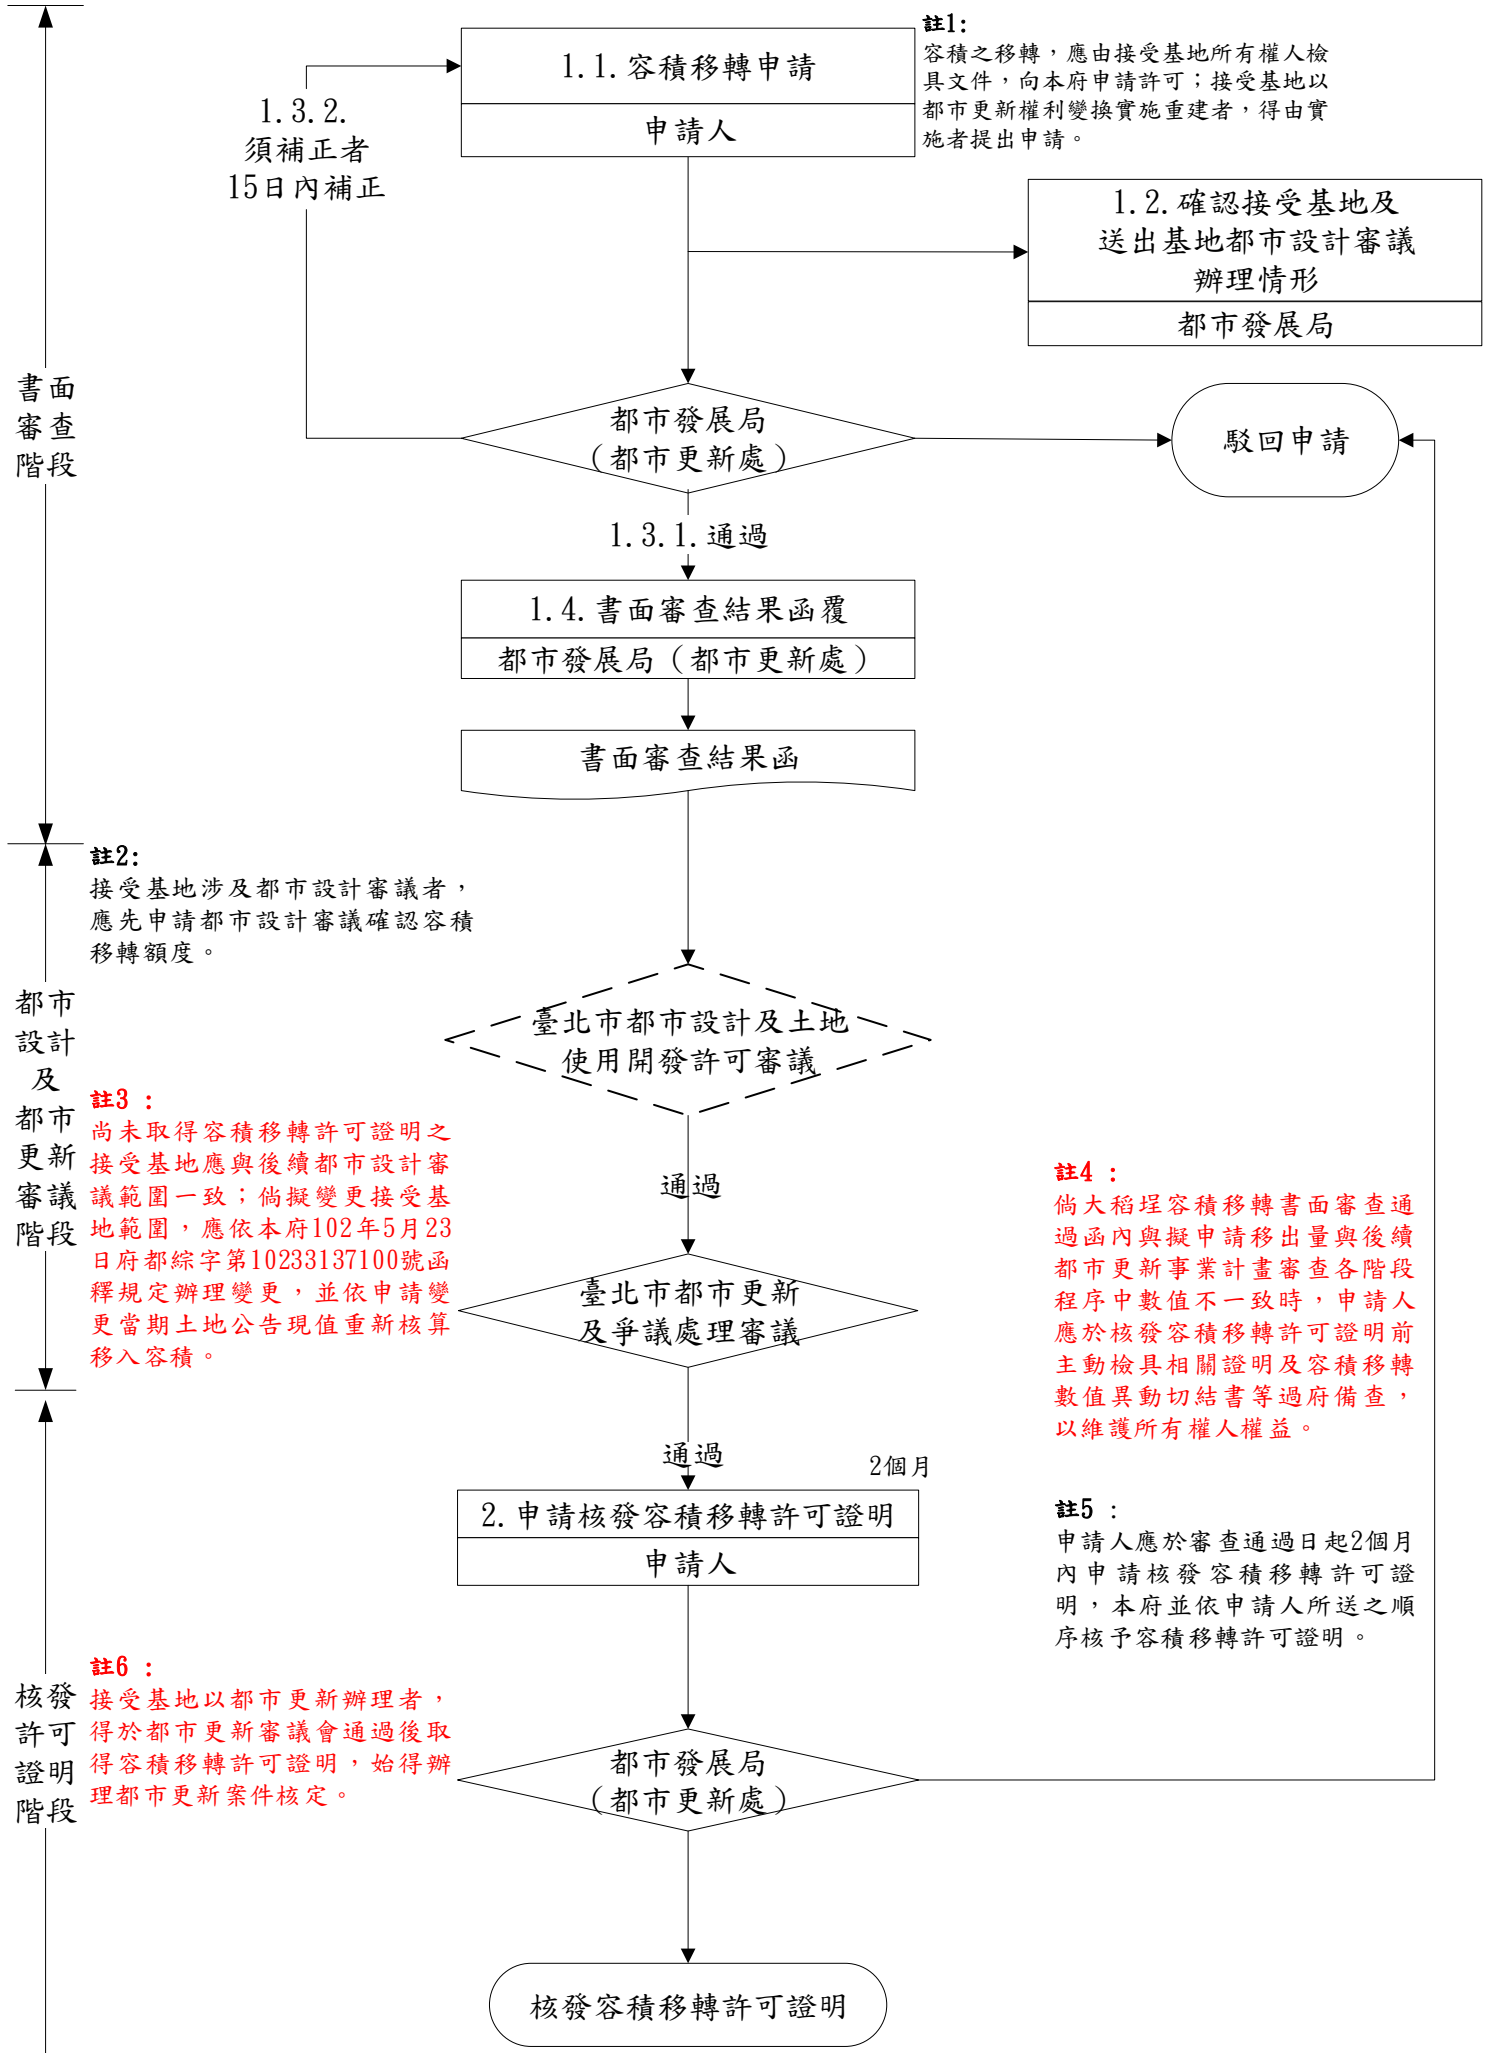 註1:
容積之移轉，應由接受基地所有權人檢
具文件，向本府申請許可；接受基地以
都市更新權利變換實施重建者，得由實
施者提出申請。
1.1.容積移轉申請
申請人
1.3.2.
須補正者
15日內補正
1.2.確認接受基地及
送出基地都市設計審議
辦理情形
都市發展局
書面
審查
階段
都市發展局
（都市更新處）
駁回申請
1.3.1.通過
1.4.書面審查結果函覆
都市發展局（都市更新處）
書面審查結果函
註2:
接受基地涉及都市設計審議者，
應先申請都市設計審議確認容積
移轉額度。
都市
設計
及
都市
更新
審議
階段
臺北市都市設計及土地
使用開發許可審議
註3 :
尚未取得容積移轉許可證明之
接受基地應與後續都市設計審
議範圍一致；倘擬變更接受基
地範圍，應依本府102年5月23
日府都綜字第10233137100號函
釋規定辦理變更，並依申請變
更當期土地公告現值重新核算
移入容積。
通過
臺北市都市更新
及爭議處理審議
註4 :
倘大稻埕容積移轉書面審查通
過函內與擬申請移出量與後續
都市更新事業計畫審查各階段
程序中數值不一致時，申請人
應於核發容積移轉許可證明前
主動檢具相關證明及容積移轉
數值異動切結書等過府備查，
以維護所有權人權益。
通過
2個月
2.申請核發容積移轉許可證明
申請人
註5 :
申請人應於審查通過日起2個月
內申請核發容積移轉許可證
明，本府並依申請人所送之順
序核予容積移轉許可證明。
核發
許可
證明
階段
註6 :
接受基地以都市更新辦理者，
得於都市更新審議會通過後取
得容積移轉許可證明，始得辦
理都市更新案件核定。
都市發展局
（都市更新處）
核發容積移轉許可證明